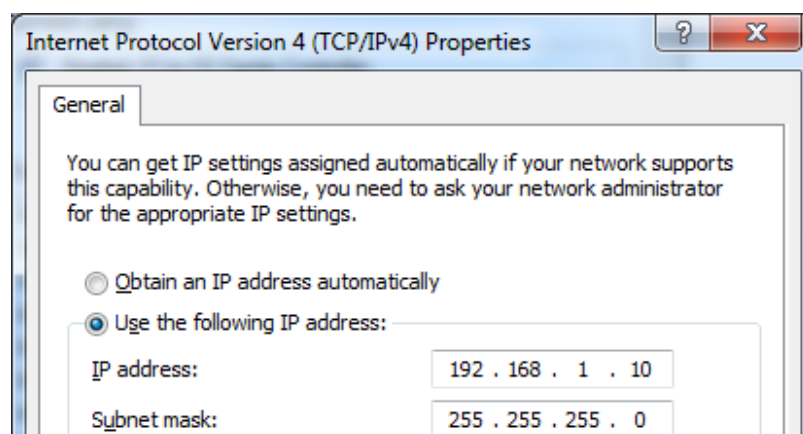 Internet Protocol Version 4 (TCP/IPv4) Properties
?
X
General
You can get IP settings assigned automatically if your network supports
this capability. Otherwise, you need to ask your network administrator
for the appropriate IP settings.
Obtain an IP address automatically
Use the following IP address:
IP address: 192 . 168 . 1 . 10
Subnet mask: 255 . 255 . 255 . 0